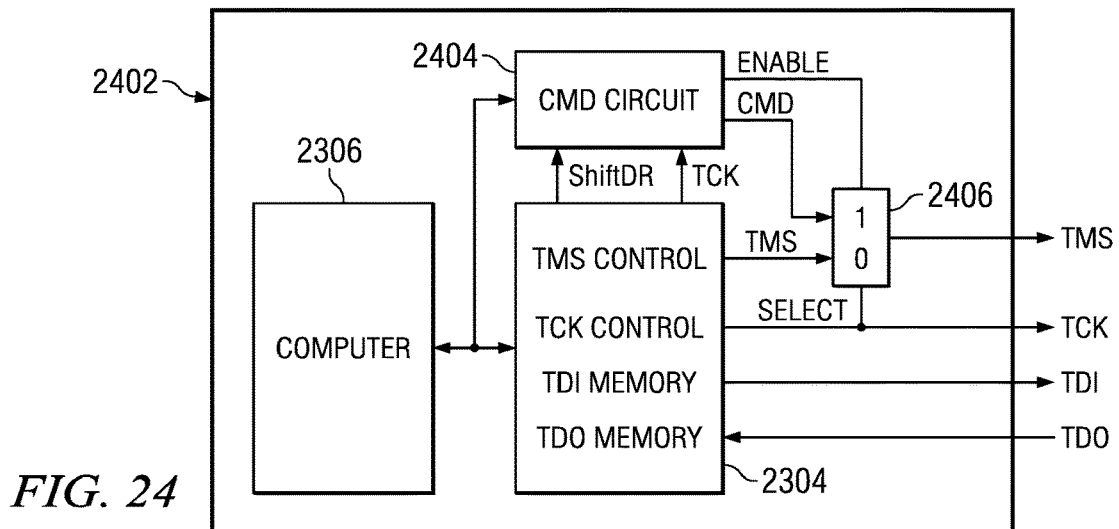 2402
2404
CMD CIRCUIT
ENABLE
CMD
2306
ShiftDR
TCK
2406
1
0
COMPUTER
TMS CONTROL
TMS
TMS
TCK CONTROL
SELECT
TCK
TDI MEMORY
TDI
TDO MEMORY
TDO
2304
FIG. 24